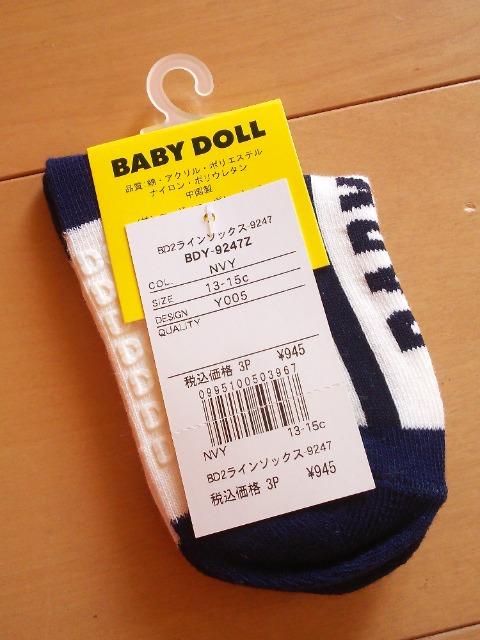 BABY DOLL
品質・綿・アクリル・ポリエステル
ナイロン・ポリウレタン
中国製
BD2ラインソックス-9247
BDY-9247Z
COL. NVY
SIZE 13-15c
DESIGN Y005
QUALITY
税込価格 3P ¥945
0995100503967
NVY 13-15c
BD2ラインソックス-9247
税込価格 3P ¥945
BABY